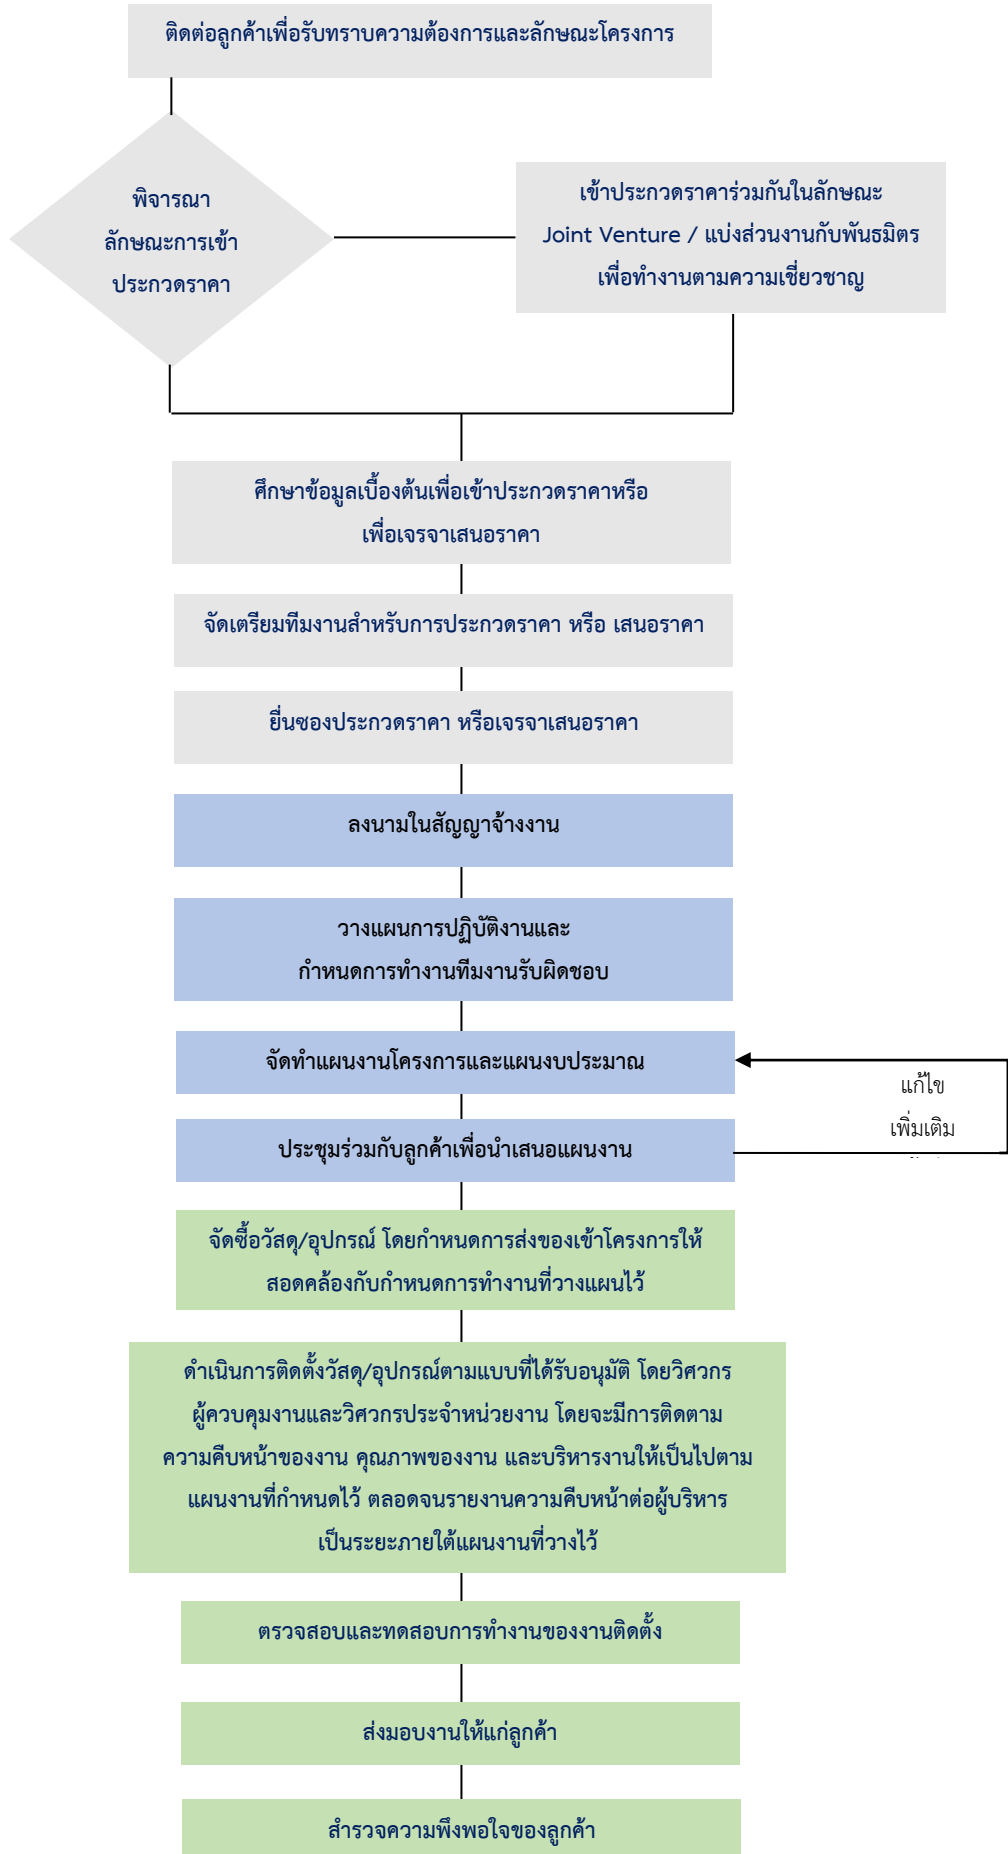 ติดต่อลูกค้าเพื่อรับทราบความต้องการและลักษณะโครงการ
พิจารณา
ลักษณะการเข้า
ประกวดราคา
เข้าประกวดราคาร่วมกันในลักษณะ
Joint Venture / แบ่งส่วนงานกับพันธมิตร
เพื่อทำงานตามความเชี่ยวชาญ
ศึกษาข้อมูลเบื้องต้นเพื่อเข้าประกวดราคาหรือ
เพื่อเจรจาเสนอราคา
จัดเตรียมทีมงานสำหรับการประกวดราคา หรือ เสนอราคา
ยื่นซองประกวดราคา หรือเจรจาเสนอราคา
ลงนามในสัญญาจ้างงาน
วางแผนการปฏิบัติงานและ
กำหนดการทำงานทีมงานรับผิดชอบ
จัดทำแผนงานโครงการและแผนงบประมาณ
แก้ไข
เพิ่มเติม
ประชุมร่วมกับลูกค้าเพื่อนำเสนอแผนงาน
จัดซื้อวัสดุ/อุปกรณ์ โดยกำหนดการส่งของเข้าโครงการให้
สอดคล้องกับกำหนดการทำงานที่วางแผนไว้
ดำเนินการติดตั้งวัสดุ/อุปกรณ์ตามแบบที่ได้รับอนุมัติ โดยวิศวกร
ผู้ควบคุมงานและวิศวกรประจำหน่วยงาน โดยจะมีการติดตาม
ความคืบหน้าของงาน คุณภาพของงาน และบริหารงานให้เป็นไปตาม
แผนงานที่กำหนดไว้ ตลอดจนรายงานความคืบหน้าต่อผู้บริหาร
เป็นระยะภายใต้แผนงานที่วางไว้
ตรวจสอบและทดสอบการทำงานของงานติดตั้ง
ส่งมอบงานให้แก่ลูกค้า
สำรวจความพึงพอใจของลูกค้า